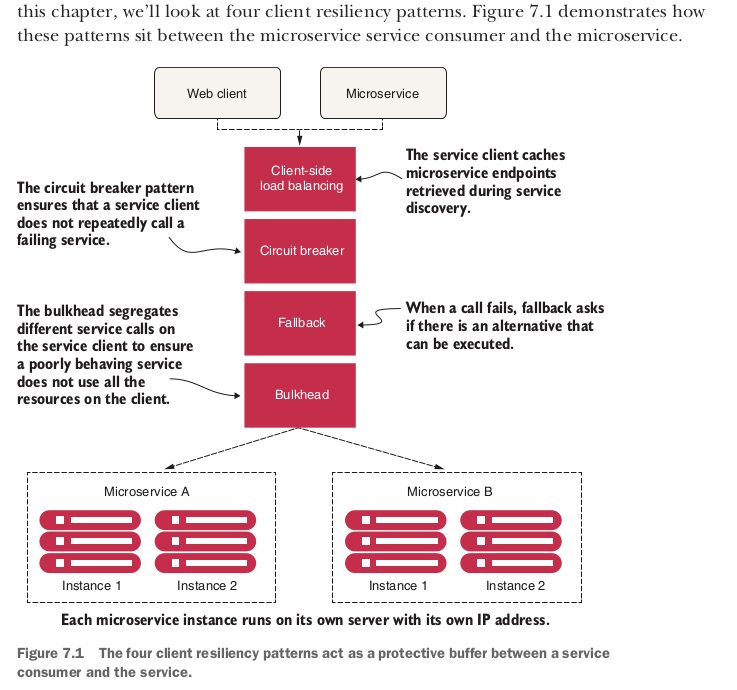 this chapter, we'll look at four client resiliency patterns. Figure 7.1 demonstrates how
these patterns sit between the microservice service consumer and the microservice.
Web client
Microservice
Client-side
load balancing
The service client caches
microservice endpoints
retrieved during service
discovery.
The circuit breaker pattern
ensures that a service client
does not repeatedly call a
failing service.
Circuit breaker
The bulkhead segregates
different service calls on
the service client to ensure
a poorly behaving service
does not use all the
resources on the client.
Fallback
When a call fails, fallback asks
if there is an alternative that
can be executed.
Bulkhead
Microservice A
Instance 1
Instance 2
Microservice B
Instance 1
Instance 2
Each microservice instance runs on its own server with its own IP address.
Figure 7.1 The four client resiliency patterns act as a protective buffer between a service
consumer and the service.